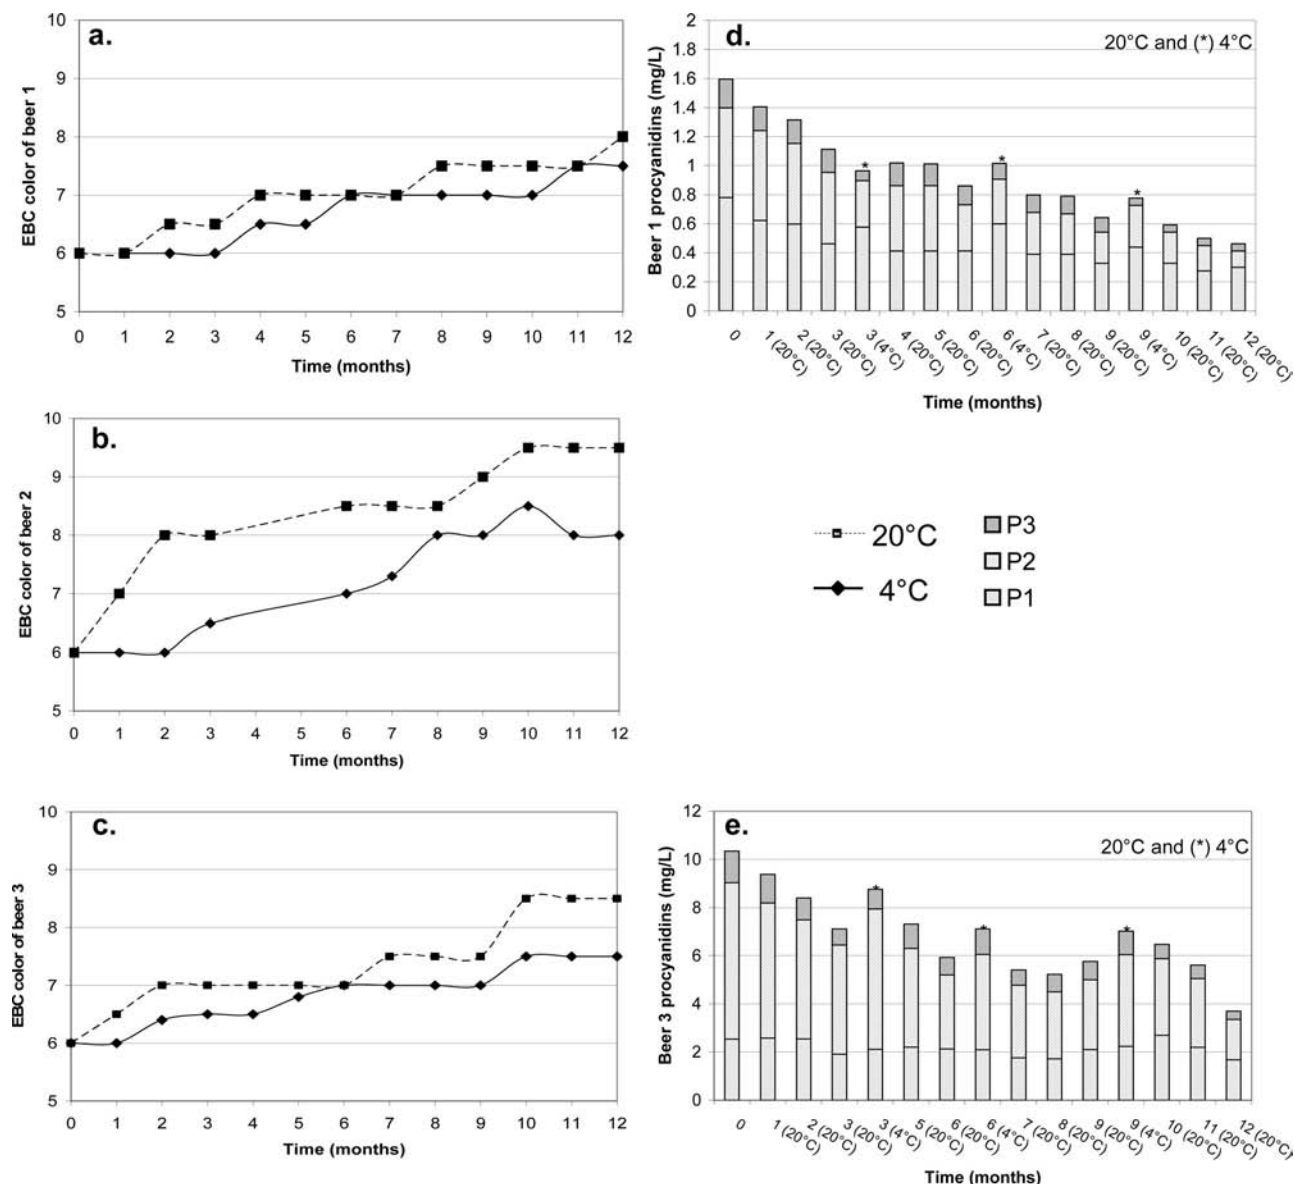 a.
EBC color of beer 1
10
9
8
7
6
5
0 1 2 3 4 5 6 7 8 9 10 11 12
Time (months)
d.
20°C and (*) 4°C
Beer 1 procyanidins (mg/L)
2
1.8
1.6
1.4
1.2
1
0.8
0.6
0.4
0.2
0
* * *
0 1 (20°C) 2 (20°C) 3 (20°C) 3 (4°C) 4 (20°C) 5 (20°C) 6 (20°C) 6 (4°C) 7 (20°C) 8 (20°C) 9 (20°C) 9 (4°C) 10 (20°C) 11 (20°C) 12 (20°C)
Time (months)
b.
EBC color of beer 2
10
9
8
7
6
5
0 1 2 3 4 5 6 7 8 9 10 11 12
Time (months)
20°C
4°C
P3
P2
P1
c.
EBC color of beer 3
10
9
8
7
6
5
0 1 2 3 4 5 6 7 8 9 10 11 12
Time (months)
e.
20°C and (*) 4°C
Beer 3 procyanidins (mg/L)
12
10
8
6
4
2
0
* * *
0 1 (20°C) 2 (20°C) 3 (20°C) 3 (4°C) 5 (20°C) 6 (20°C) 6 (4°C) 7 (20°C) 8 (20°C) 9 (20°C) 9 (4°C) 10 (20°C) 11 (20°C) 12 (20°C)
Time (months)